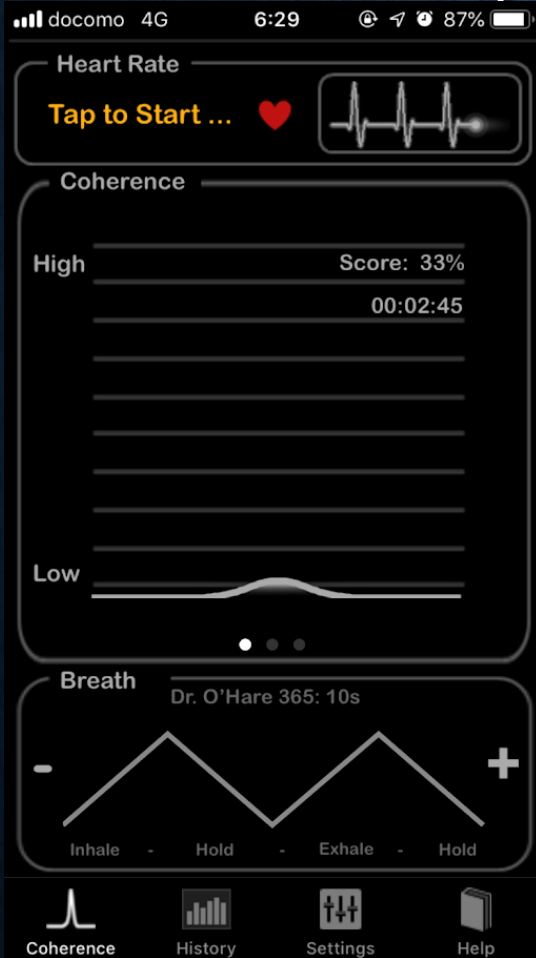 docomo 4G 6:29 87%
Heart Rate
Tap to Start ...
Coherence
High
Score: 33%
00:02:45
Low
Breath
Dr. O'Hare 365: 10s
- +
Inhale - Hold - Exhale - Hold
Coherence History Settings Help